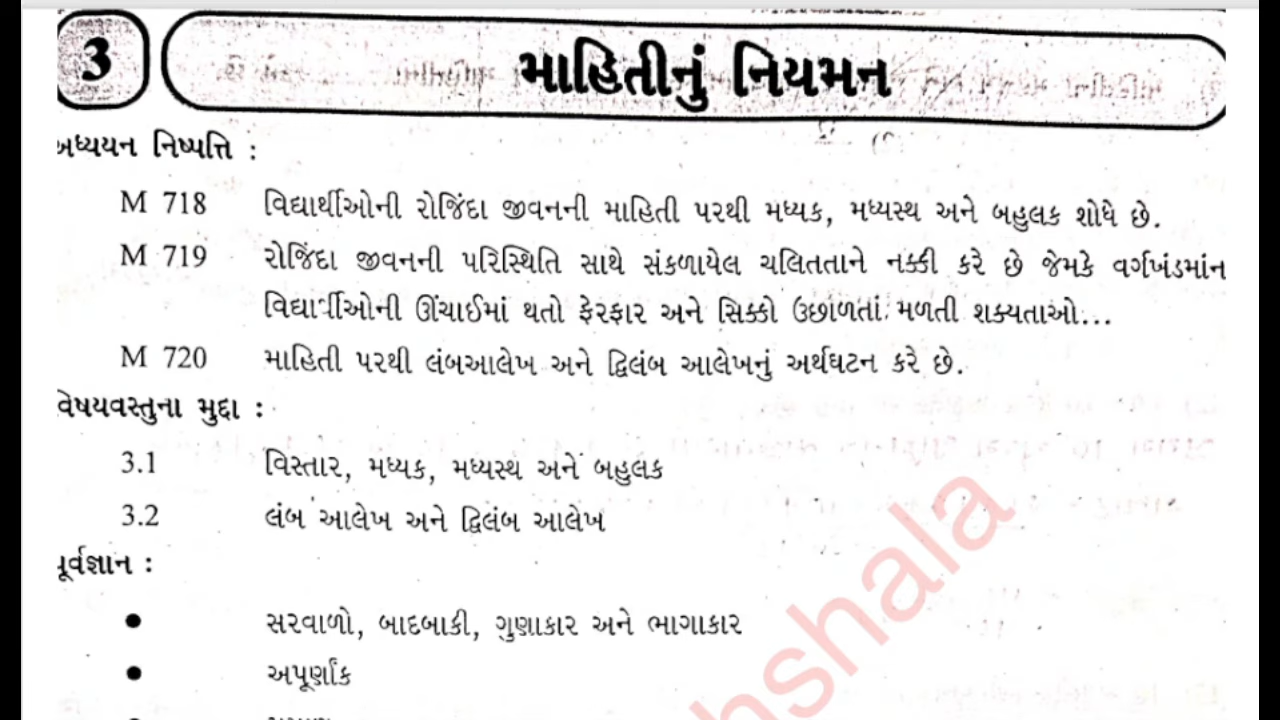 3
માહિતીનું નિયમન
અધ્યયન નિષ્પત્તિ :
M 718 વિદ્યાર્થીઓની રોજિંદા જીવનની માહિતી પરથી મધ્યક, મધ્યસ્થ અને બહુલક શોધે છે.
M 719 રોજિંદા જીવનની પરિસ્થિતિ સાથે સંકળાયેલ ચલિતતાને નક્કી કરે છે જેમકે વર્ગખંડમાંન
વિદ્યાર્થીઓની ઊંચાઈમાં થતો ફેરફાર અને સિક્કો ઉછાળતાં મળતી શક્યતાઓ...
M 720 માહિતી પરથી લંબઆલેખ અને દ્વિલંબ આલેખનું અર્થઘટન કરે છે.
વિષયવસ્તુના મુદ્દા :
3.1 વિસ્તાર, મધ્યક, મધ્યસ્થ અને બહુલક
3.2 લંબ આલેખ અને દ્વિલંબ આલેખ
પૂર્વજ્ઞાન :
• સરવાળો, બાદબાકી, ગુણાકાર અને ભાગાકાર
• અપૂર્ણાંક
shala